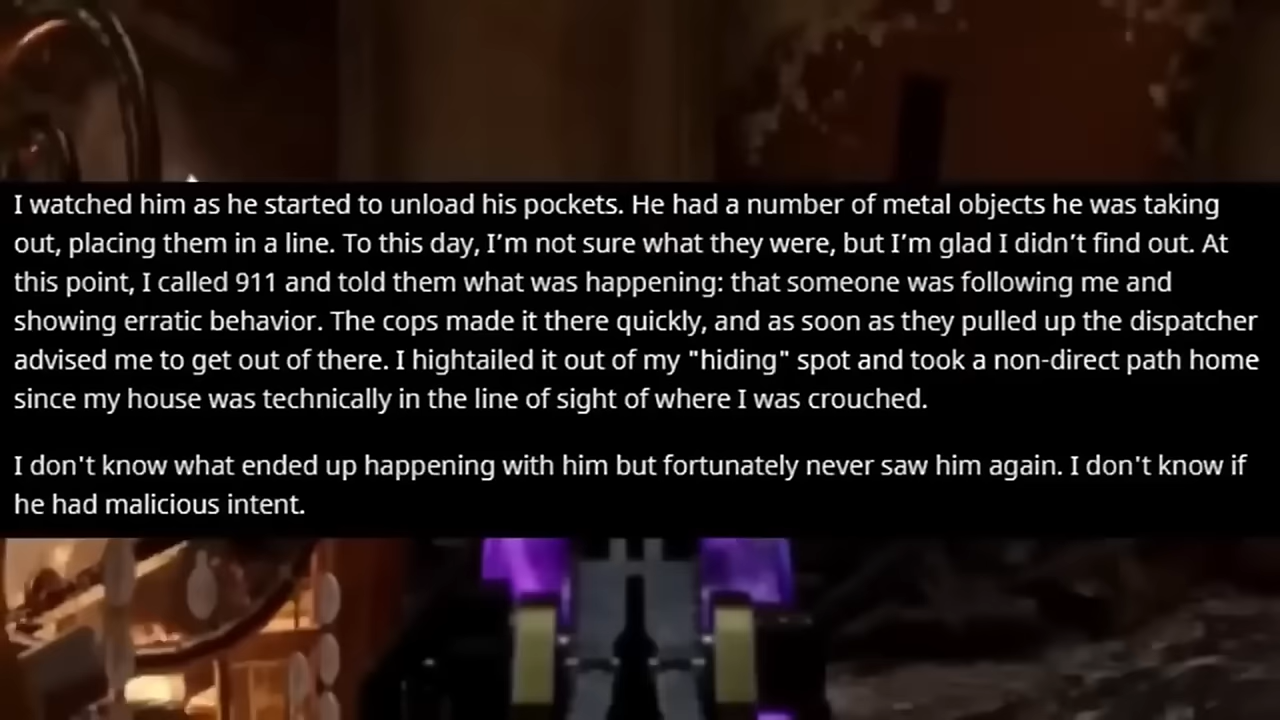 I watched him as he started to unload his pockets. He had a number of metal objects he was taking
out, placing them in a line. To this day, I’m not sure what they were, but I’m glad I didn’t find out. At
this point, I called 911 and told them what was happening: that someone was following me and
showing erratic behavior. The cops made it there quickly, and as soon as they pulled up the dispatcher
advised me to get out of there. I hightailed it out of my "hiding" spot and took a non-direct path home
since my house was technically in the line of sight of where I was crouched.
I don't know what ended up happening with him but fortunately never saw him again. I don't know if
he had malicious intent.